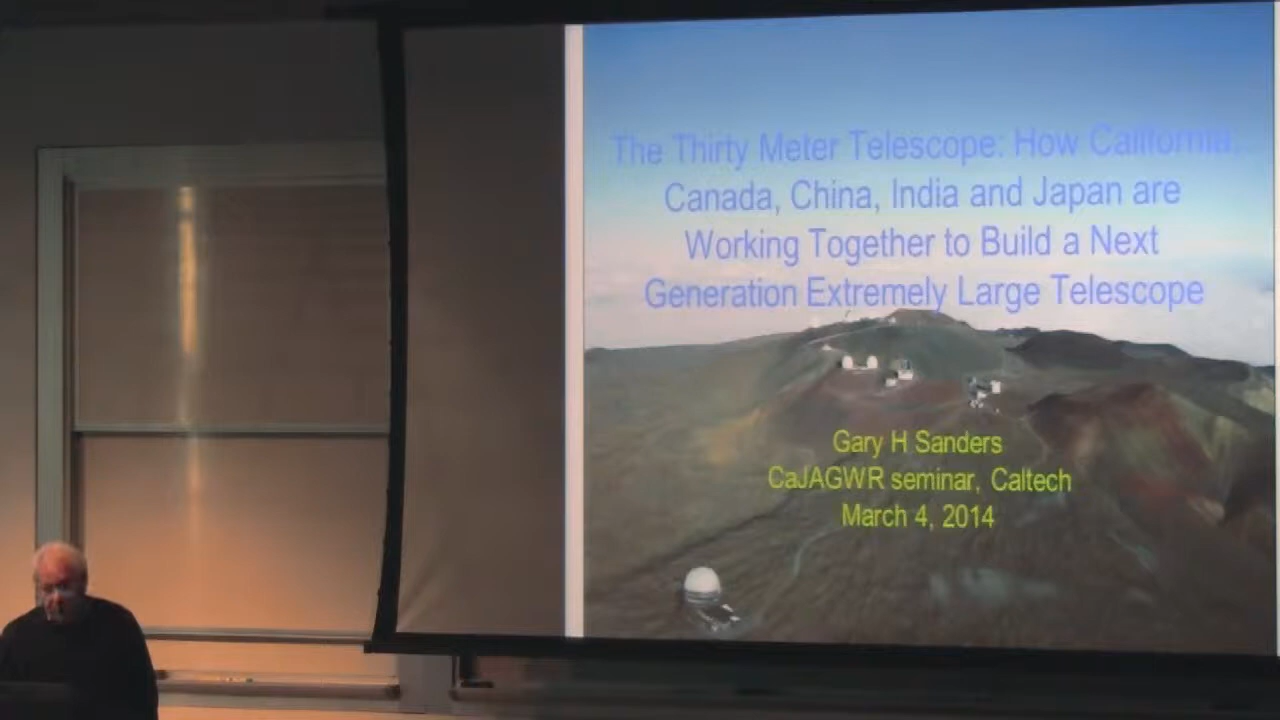 The Thirty Meter Telescope: How California,
Canada, China, India and Japan are
Working Together to Build a Next
Generation Extremely Large Telescope
Gary H Sanders
CaJAGWR seminar, Caltech
March 4, 2014